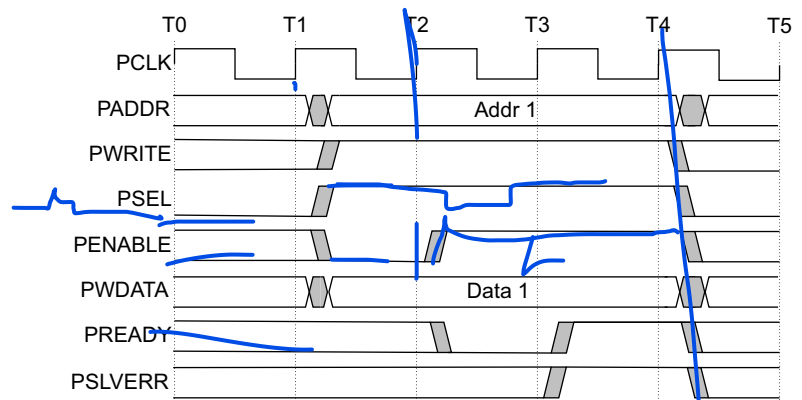 T0 T1 T2 T3 T4 T5
PCLK
PADDR Addr 1
PWRITE
PSEL
PENABLE
PWDATA Data 1
PREADY
PSLVERR